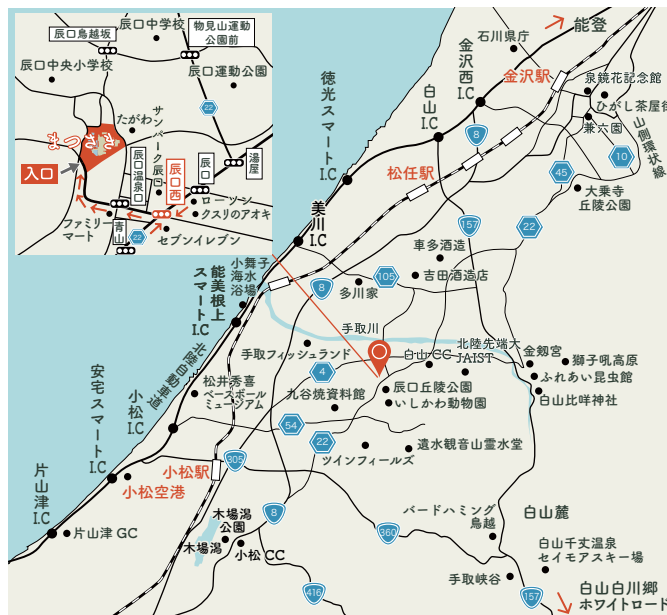 辰口中学校
辰口鳥越坂
物見山運動
公園前
辰口中央小学校
辰口運動公園
22
たがわ
まつさき
サンパーク辰口
入口
辰口温泉口
辰口西
辰口
湯屋
ローソン
クスリのアオキ
ファミリー
マート
青山
22
セブンイレブン
石川県庁
能登
金沢西
I.C
金沢駅
泉鏡花記念館
ひがし茶屋街
兼六園
山側環状線
10
45
大乗寺
丘陵公園
22
徳光スマートI.C
白山I.C
8
松任駅
157
美川
I.C
車多酒造
吉田酒造店
105
多川家
8
小舞子
海水
浴場
能美根上
スマートI.C
手取川
手取フィッシュランド
白山CC
北陸先端大
JAIST
金剱宮
獅子吼高原
ふれあい昆虫館
白山比咩神社
北陸自動車道
4
辰口丘陵公園
いしかわ動物園
九谷焼資料館
松井秀喜
ベースボール
ミュージアム
54
22
ツインフィールズ
遣水観音山霊水堂
安宅スマートI.C
小松I.C
305
小松駅
小松空港
片山津
I.C
片山津GC
木場潟
公園
木場潟
小松CC
8
バードハミング
鳥越
360
白山麓
白山千丈温泉
セイモアスキー場
手取峡谷
416
157
白山白川郷
ホワイトロード